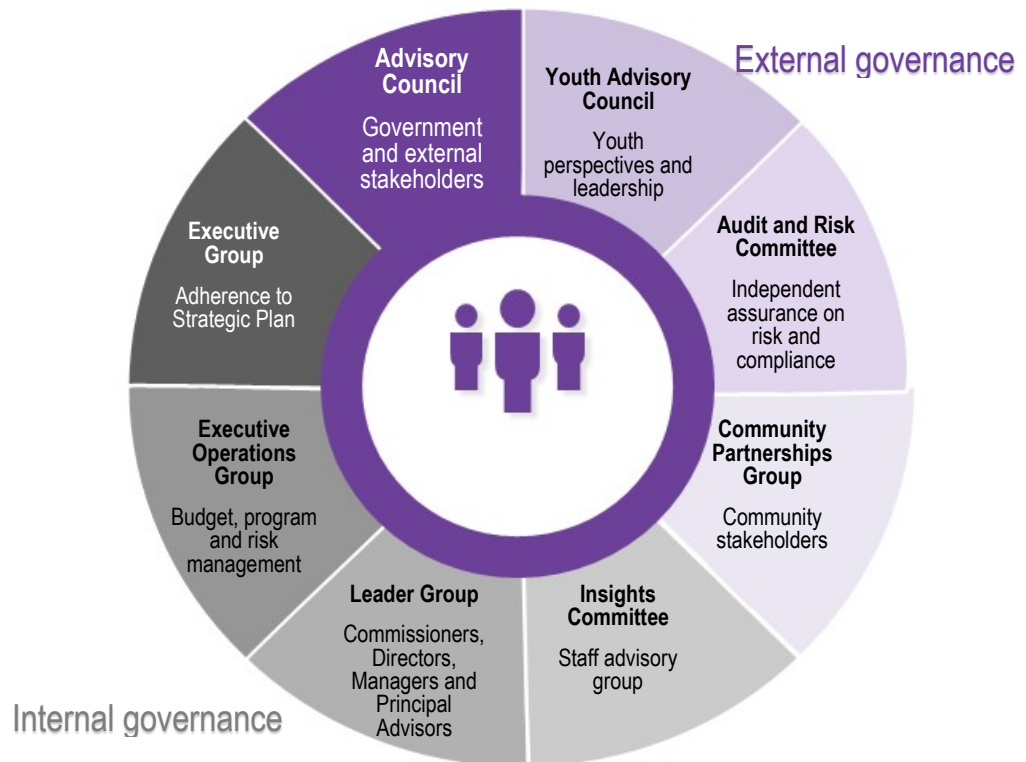 External governance
Advisory
Council
Government
and external
stakeholders
Youth Advisory
Council
Youth
perspectives and
leadership
Audit and Risk
Committee
Independent
assurance on
risk and
compliance
Community
Partnerships
Group
Community
stakeholders
Insights
Committee
Staff advisory
group
Leader Group
Commissioners,
Directors,
Managers and
Principal
Advisors
Executive
Operations
Group
Budget, program
and risk
management
Executive
Group
Adherence to
Strategic Plan
Internal governance